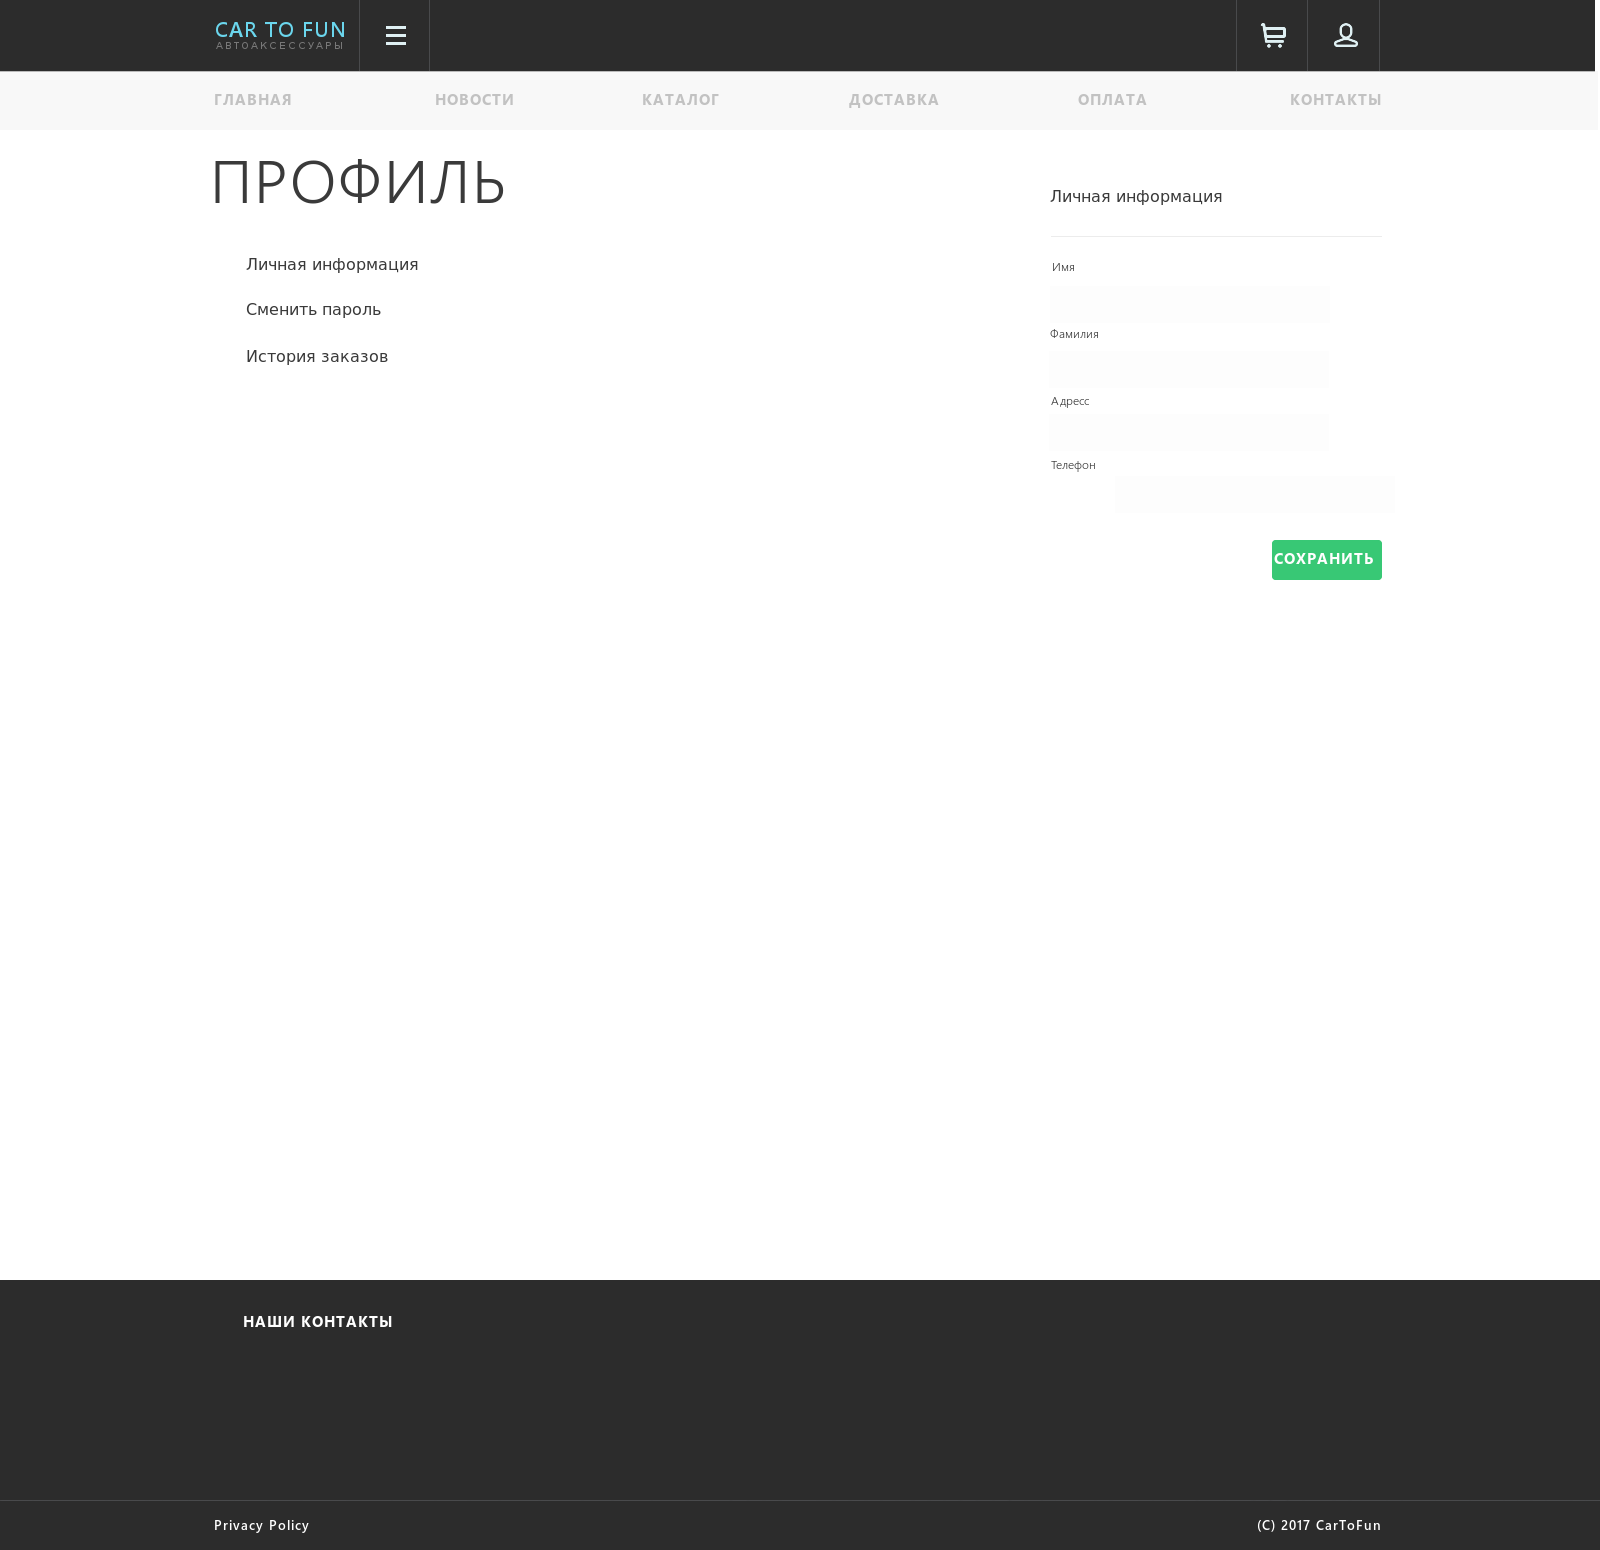 CAR TO FUN
АВТОАКСЕССУАРЫ
ГЛАВНАЯ НОВОСТИ КАТАЛОГ ДОСТАВКА ОПЛАТА КОНТАКТЫ
ПРОФИЛЬ
Личная информация
Сменить пароль
История заказов
Личная информация
Имя
Фамилия
Адресс
Телефон
СОХРАНИТЬ
НАШИ КОНТАКТЫ
Privacy Policy
(C) 2017 CarToFun